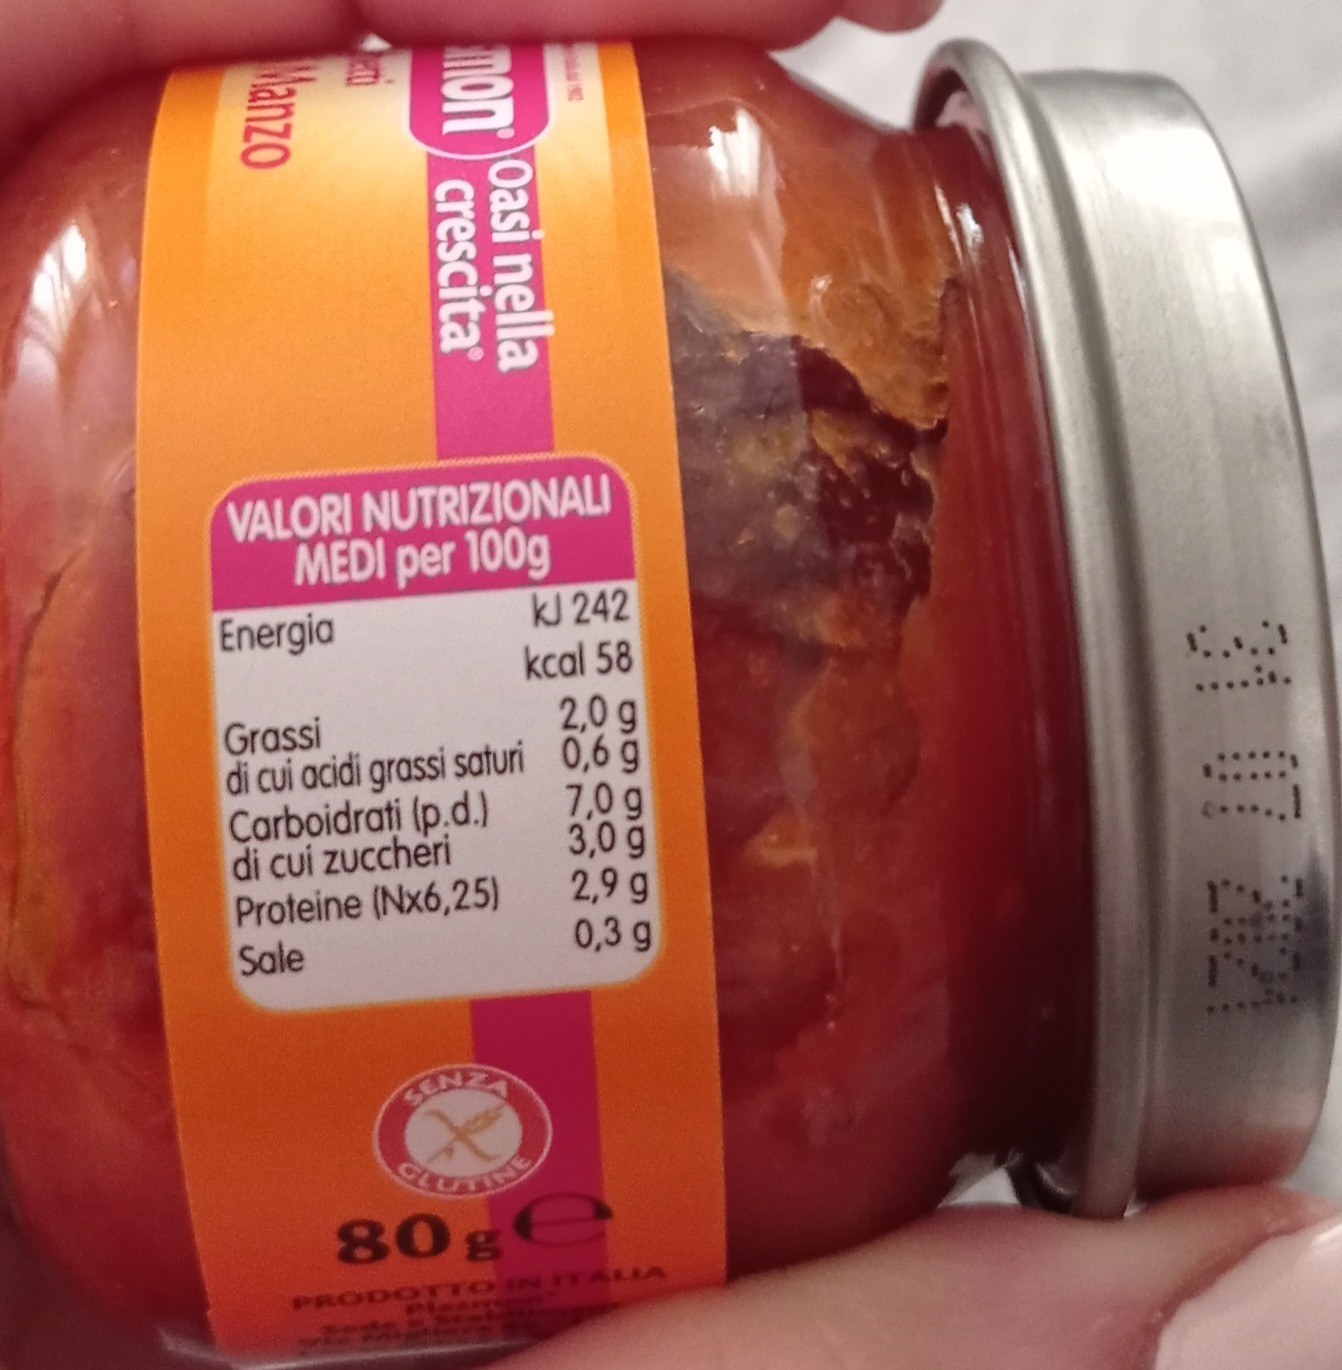 Manzo
Oasi nella
crescita®
VALORI NUTRIZIONALI
MEDI per 100g
Energia kJ 242
kcal 58
Grassi 2,0 g
di cui acidi grassi saturi 0,6 g
Carboidrati (p.d.) 7,0 g
di cui zuccheri 3,0 g
Proteine (Nx6,25) 2,9 g
Sale 0,3 g
SENZA
GLUTINE
80 g e
PRODOTTO IN ITALIA